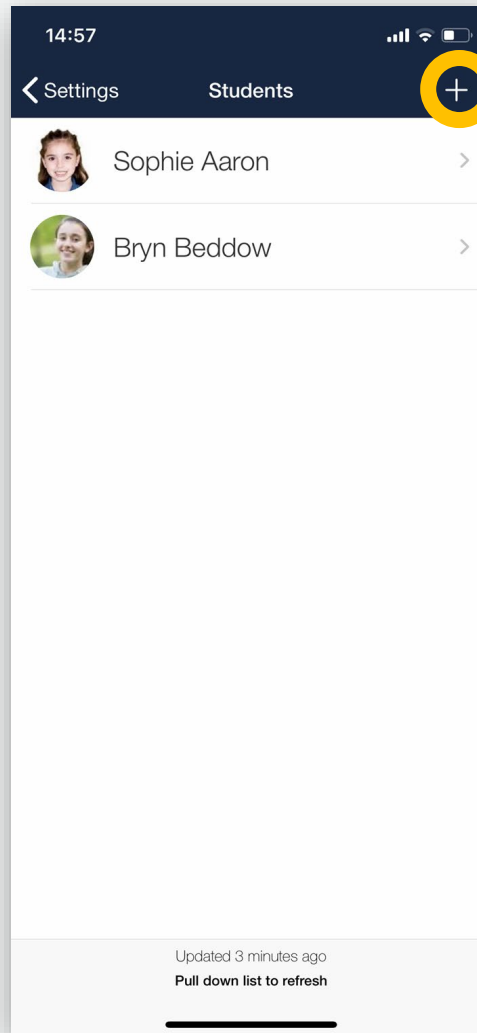 14:57
Settings
Students
Sophie Aaron
Bryn Beddow
Updated 3 minutes ago
Pull down list to refresh